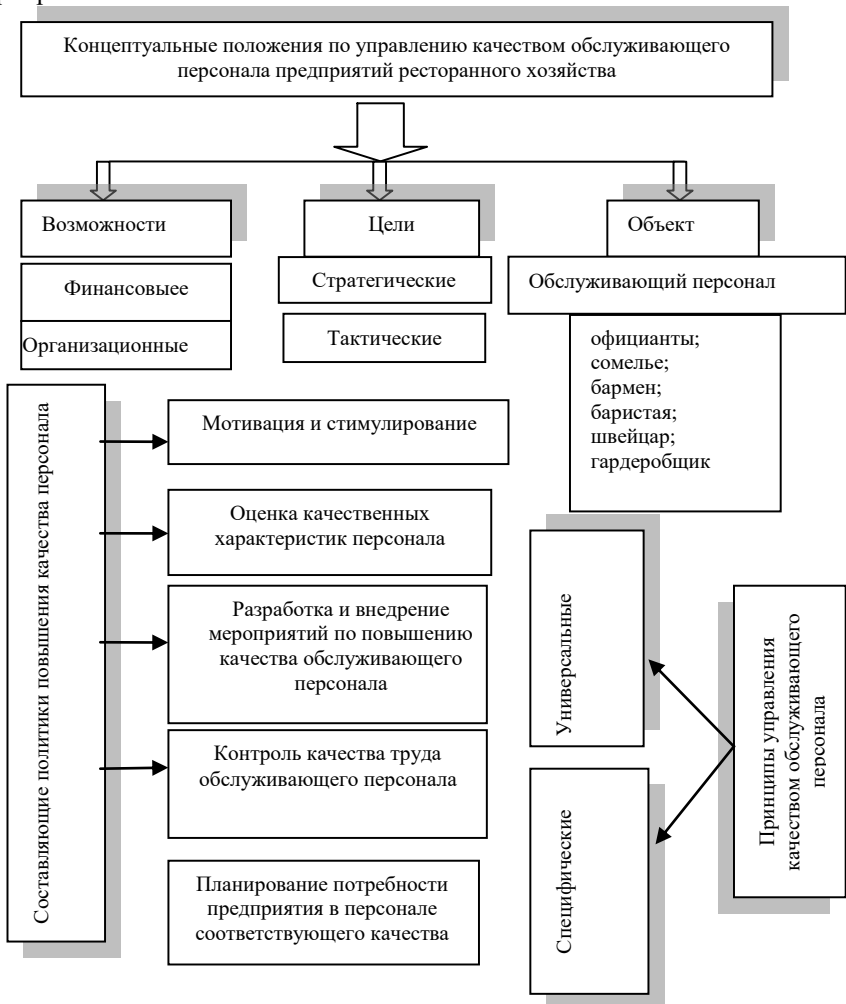 Концептуальные положения по управлению качеством обслуживающего
персонала предприятий ресторанного хозяйства
Возможности
Цели
Объект
Финансовыее
Организационные
Стратегические
Тактические
Обслуживающий персонал
официанты;
сомелье;
бармен;
баристая;
швейцар;
гардеробщик
Составляющие политики повышения качества персонала
Мотивация и стимулирование
Оценка качественных
характеристик персонала
Разработка и внедрение
мероприятий по повышению
качества обслуживающего
персонала
Контроль качества труда
обслуживающего персонала
Планирование потребности
предприятия в персонале
соответствующего качества
Универсальные
Специфические
Принципы управления
качеством обслуживающего
персонала